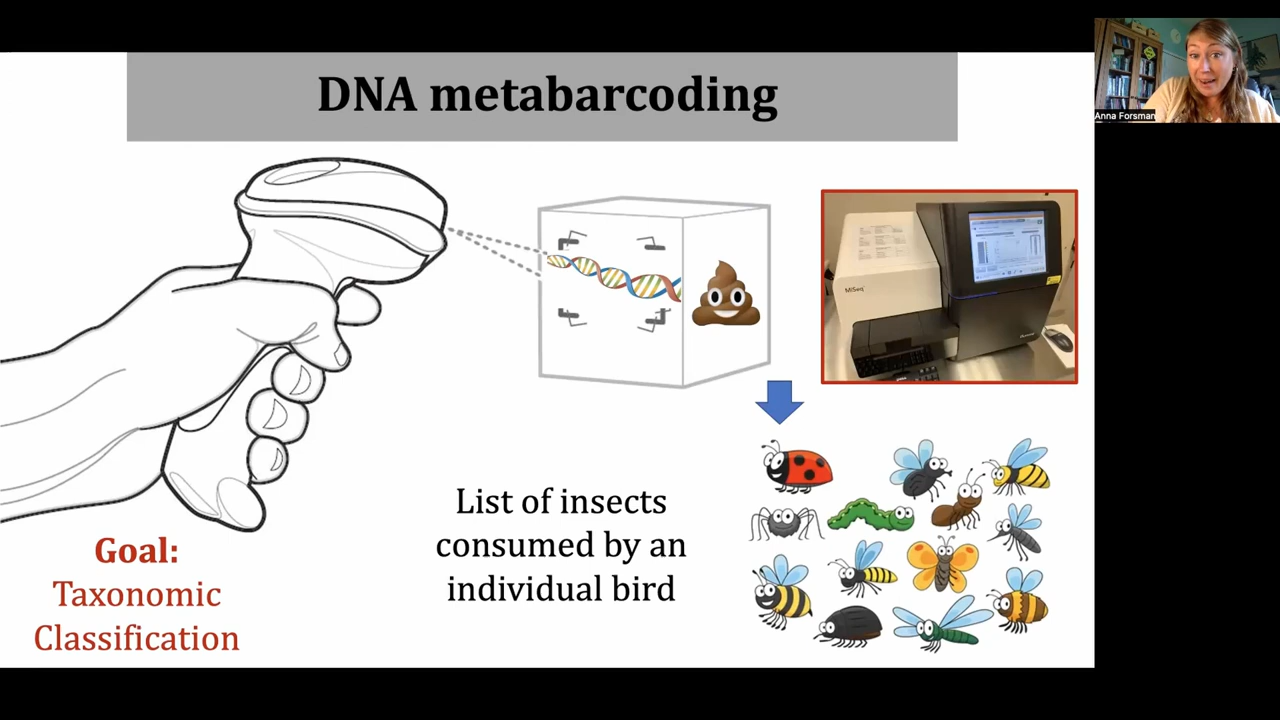 DNA metabarcoding
Anna Forsman
MiSeq
List of insects
consumed by an
individual bird
Goal:
Taxonomic
Classification